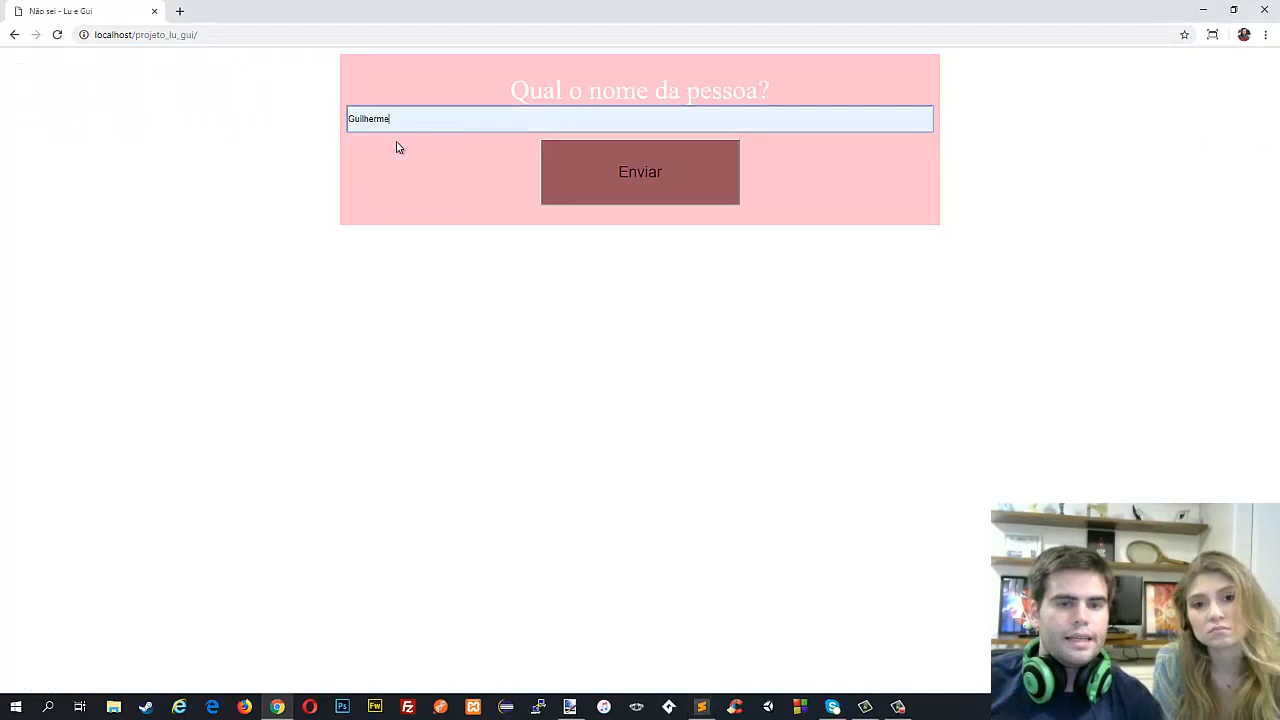 Não sei - Lu e Gui
localhost/projeto_lu_gui/
Qual o nome da pessoa?
Guilherme
Enviar